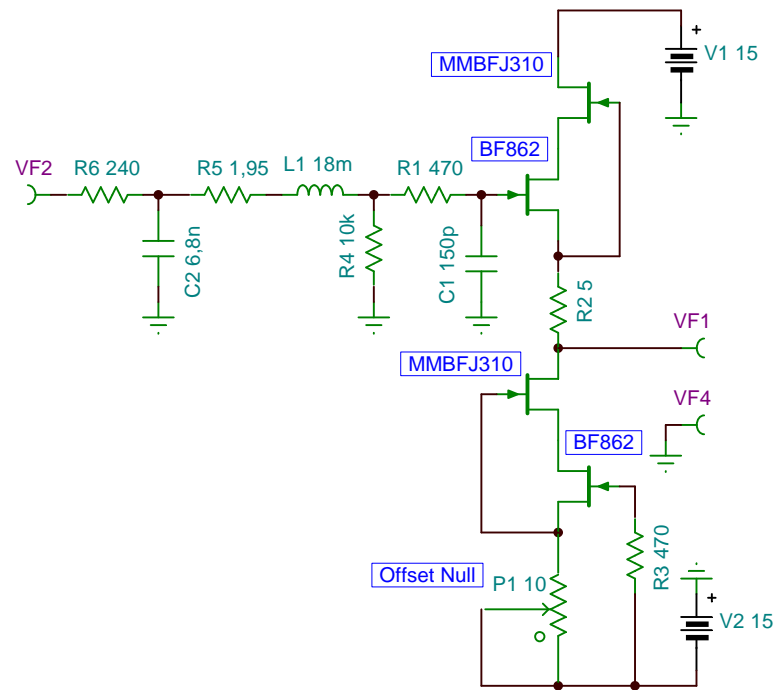 +
V1 15
MMBFJ310
BF862
VF2
R6 240
R5 1,95
L1 18m
R1 470
C2 6,8n
R4 10k
C1 150p
R2 5
VF1
MMBFJ310
VF4
BF862
R3 470
Offset Null
P1 10
+
V2 15